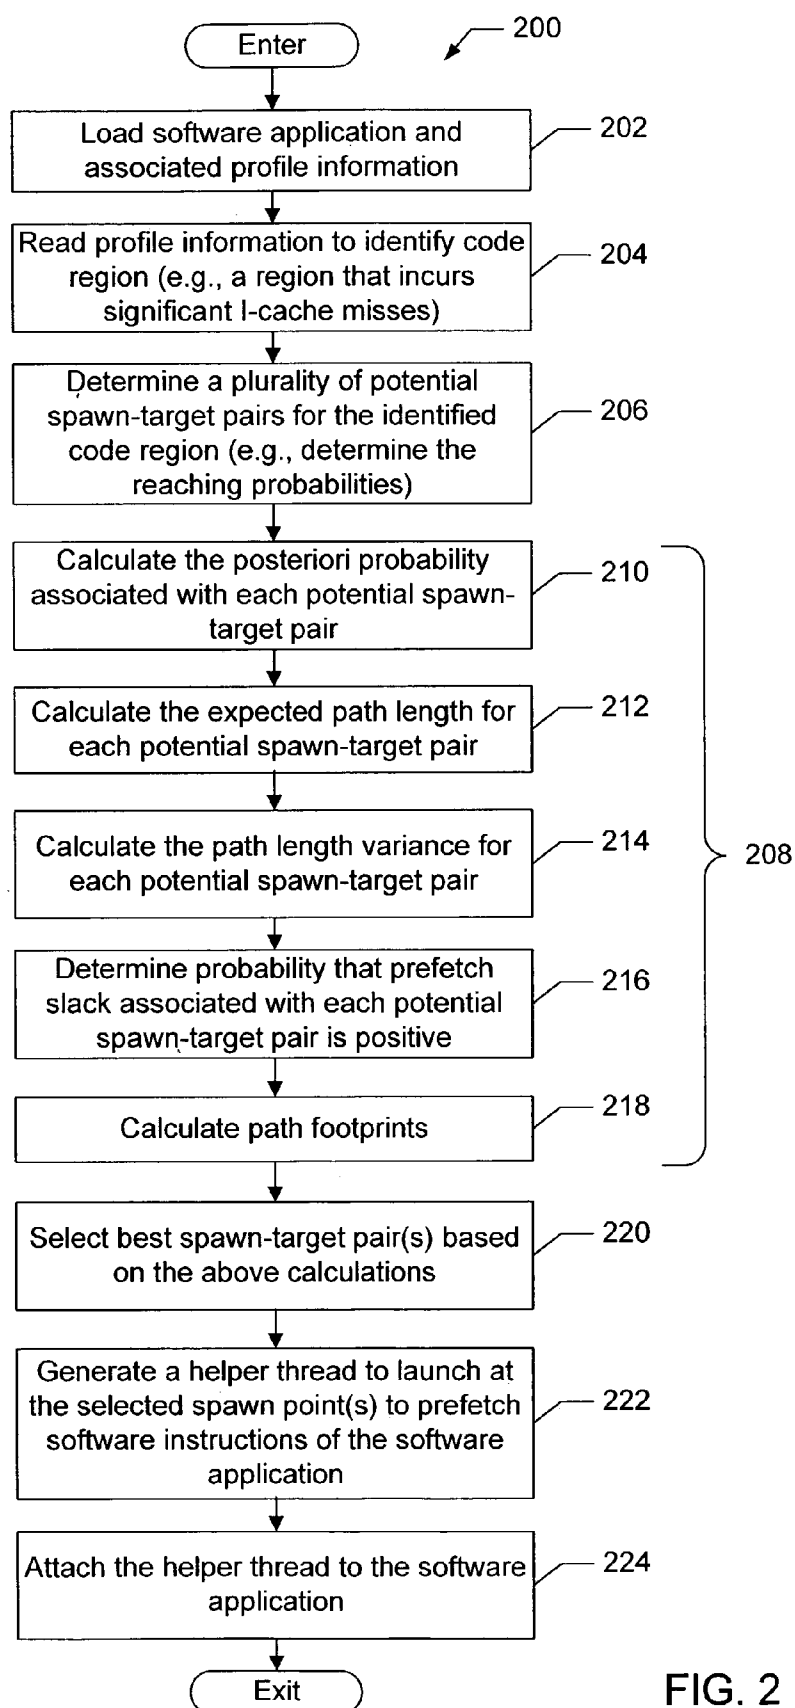 Enter
200
Load software application and
associated profile information
202
Read profile information to identify code
region (e.g., a region that incurs
significant I-cache misses)
204
Determine a plurality of potential
spawn-target pairs for the identified
code region (e.g., determine the
reaching probabilities)
206
Calculate the posteriori probability
associated with each potential spawn-
target pair
210
Calculate the expected path length for
each potential spawn-target pair
212
Calculate the path length variance for
each potential spawn-target pair
214
208
Determine probability that prefetch
slack associated with each potential
spawn-target pair is positive
216
Calculate path footprints
218
Select best spawn-target pair(s) based
on the above calculations
220
Generate a helper thread to launch at
the selected spawn point(s) to prefetch
software instructions of the software
application
222
Attach the helper thread to the software
application
224
Exit
FIG. 2